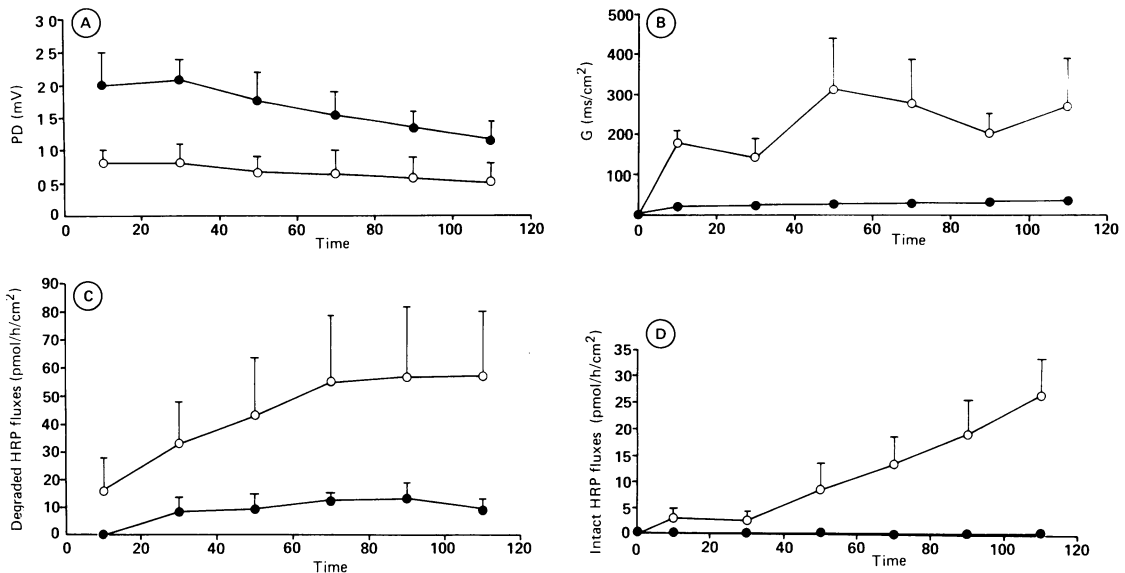 A
3 0
2 5
2 0
1 5
1 0
0 5
0
PD (mV)
0 20 40 60 80 100 120
Time
B
500
400
300
200
100
G (ms/cm²)
0 20 40 60 80 100 120
Time
C
90
80
70
60
50
40
30
20
10
0
Degraded HRP fluxes (pmol/h/cm²)
0 20 40 60 80 100 120
Time
D
35
30
25
20
15
10
5
0
Intact HRP fluxes (pmol/h/cm²)
0 20 40 60 80 100 120
Time